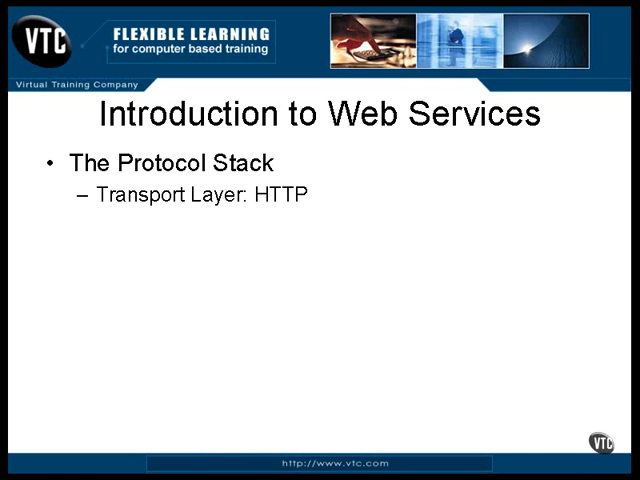 VTC
FLEXIBLE LEARNING
for computer based training
Virtual Training Company
Introduction to Web Services
• The Protocol Stack
– Transport Layer: HTTP
VTC
http://www.vtc.com